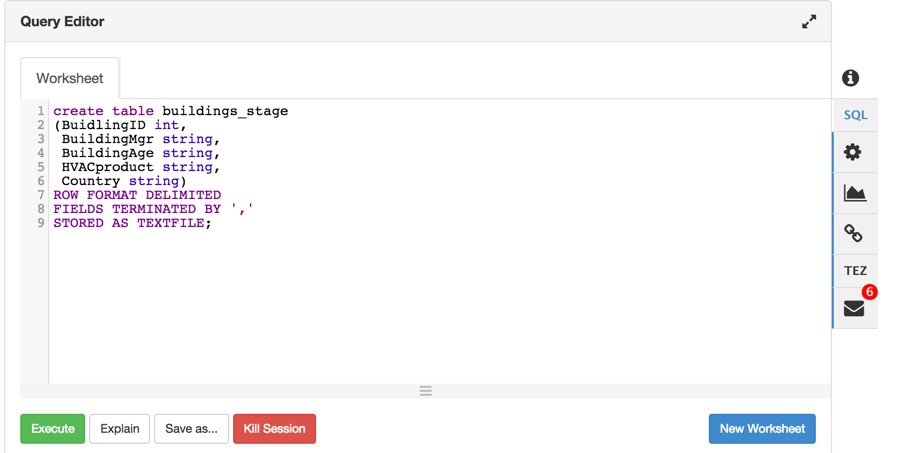 Query Editor
Worksheet
1 create table buildings_stage
2 (BuidlingID int,
3 BuildingMgr string,
4 BuildingAge string,
5 HVACproduct string,
6 Country string)
7 ROW FORMAT DELIMITED
8 FIELDS TERMINATED BY ','
9 STORED AS TEXTFILE;
SQL
TEZ
6
Execute Explain Save as... Kill Session New Worksheet